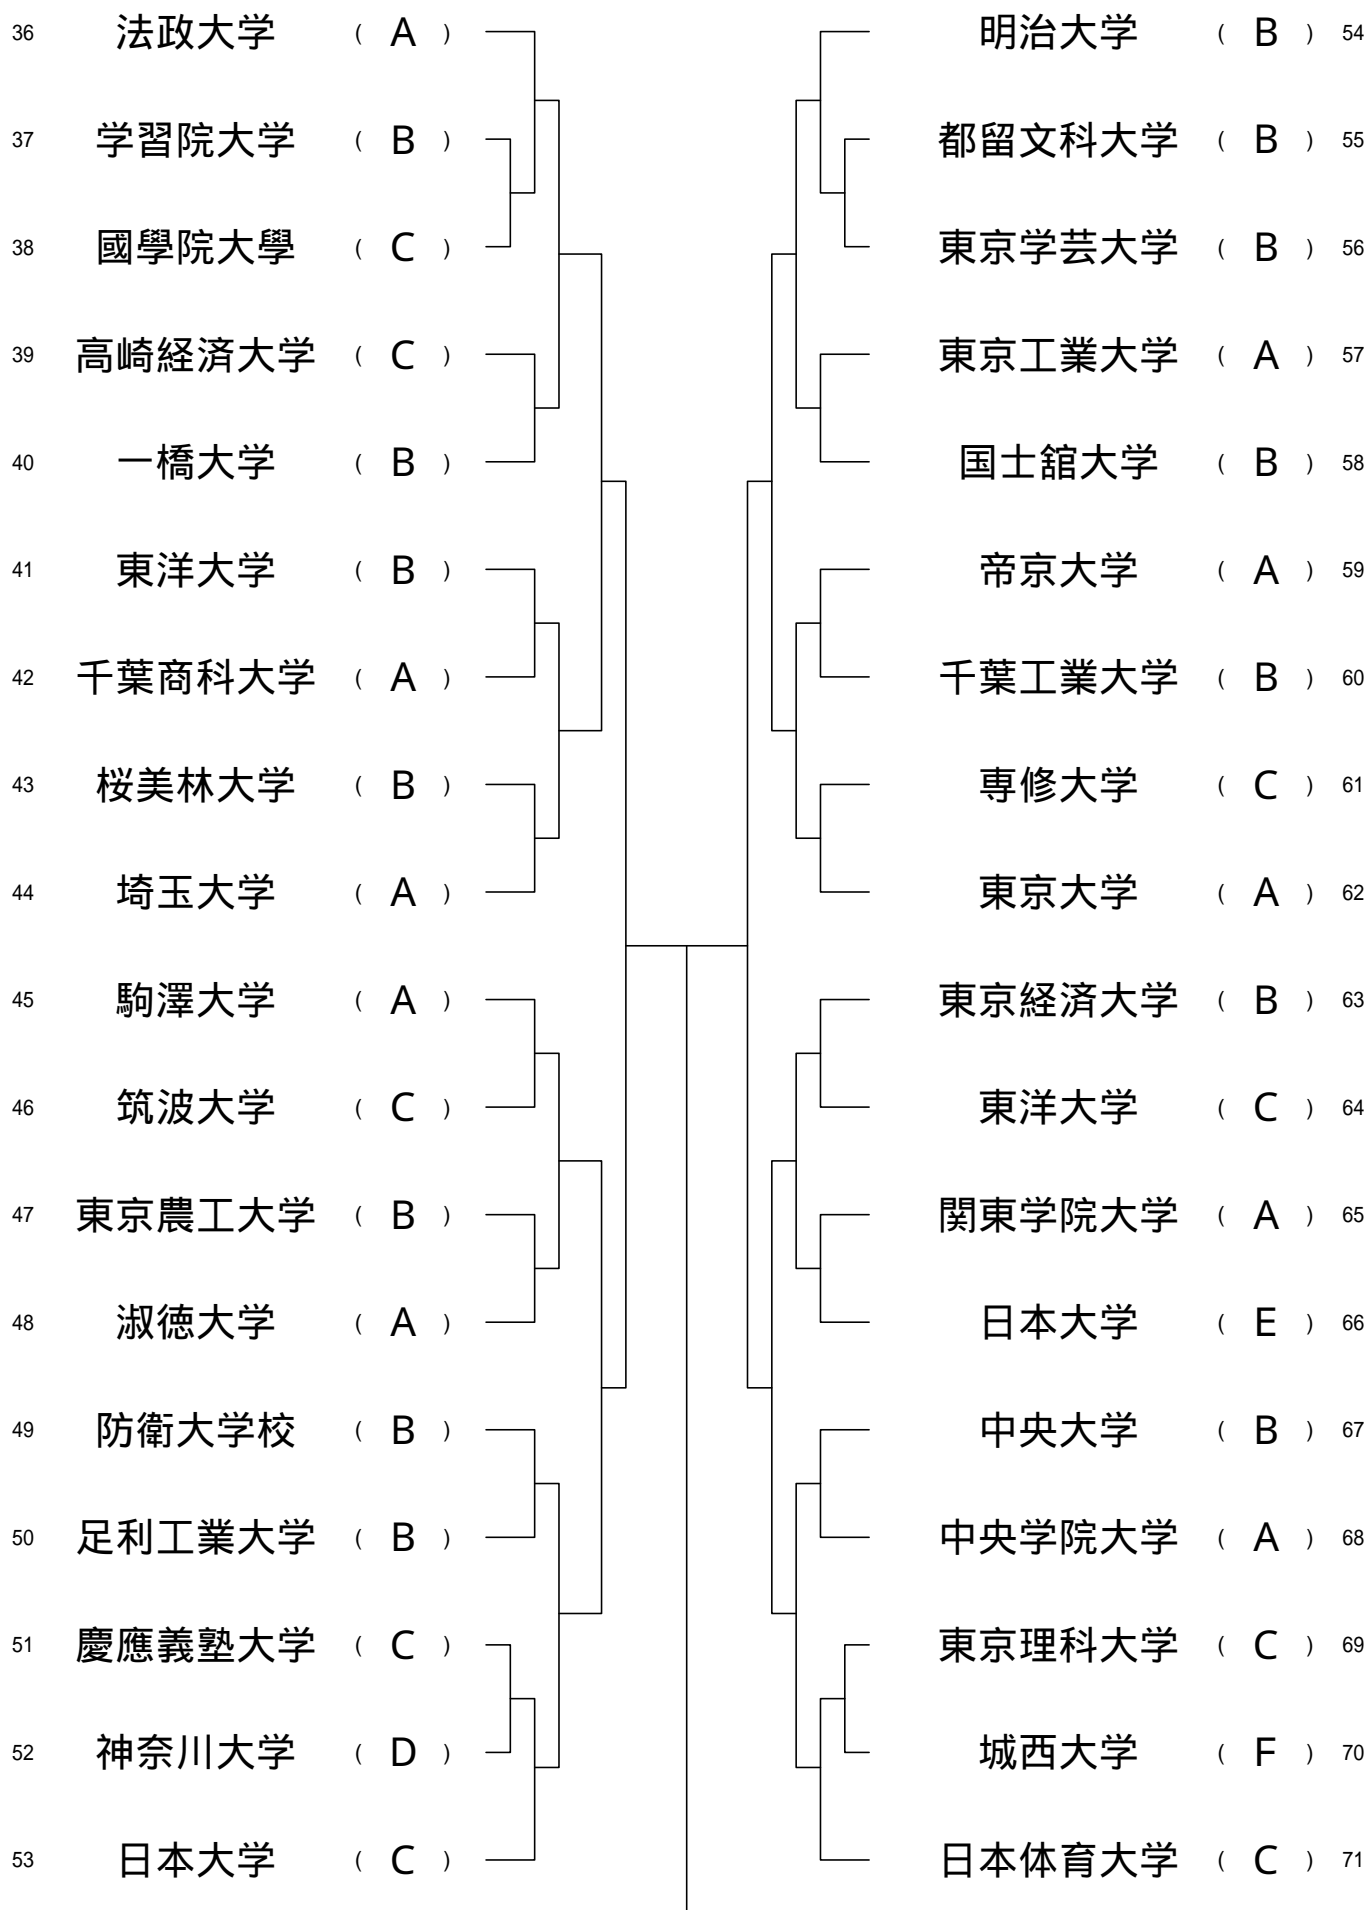 36 法政大学 ( A )
37 学習院大学 ( B )
38 國學院大學 ( C )
39 高崎経済大学 ( C )
40 一橋大学 ( B )
41 東洋大学 ( B )
42 千葉商科大学 ( A )
43 桜美林大学 ( B )
44 埼玉大学 ( A )
45 駒澤大学 ( A )
46 筑波大学 ( C )
47 東京農工大学 ( B )
48 淑徳大学 ( A )
49 防衛大学校 ( B )
50 足利工業大学 ( B )
51 慶應義塾大学 ( C )
52 神奈川大学 ( D )
53 日本大学 ( C )
明治大学 ( B ) 54
都留文科大学 ( B ) 55
東京学芸大学 ( B ) 56
東京工業大学 ( A ) 57
国士舘大学 ( B ) 58
帝京大学 ( A ) 59
千葉工業大学 ( B ) 60
専修大学 ( C ) 61
東京大学 ( A ) 62
東京経済大学 ( B ) 63
東洋大学 ( C ) 64
関東学院大学 ( A ) 65
日本大学 ( E ) 66
中央大学 ( B ) 67
中央学院大学 ( A ) 68
東京理科大学 ( C ) 69
城西大学 ( F ) 70
日本体育大学 ( C ) 71